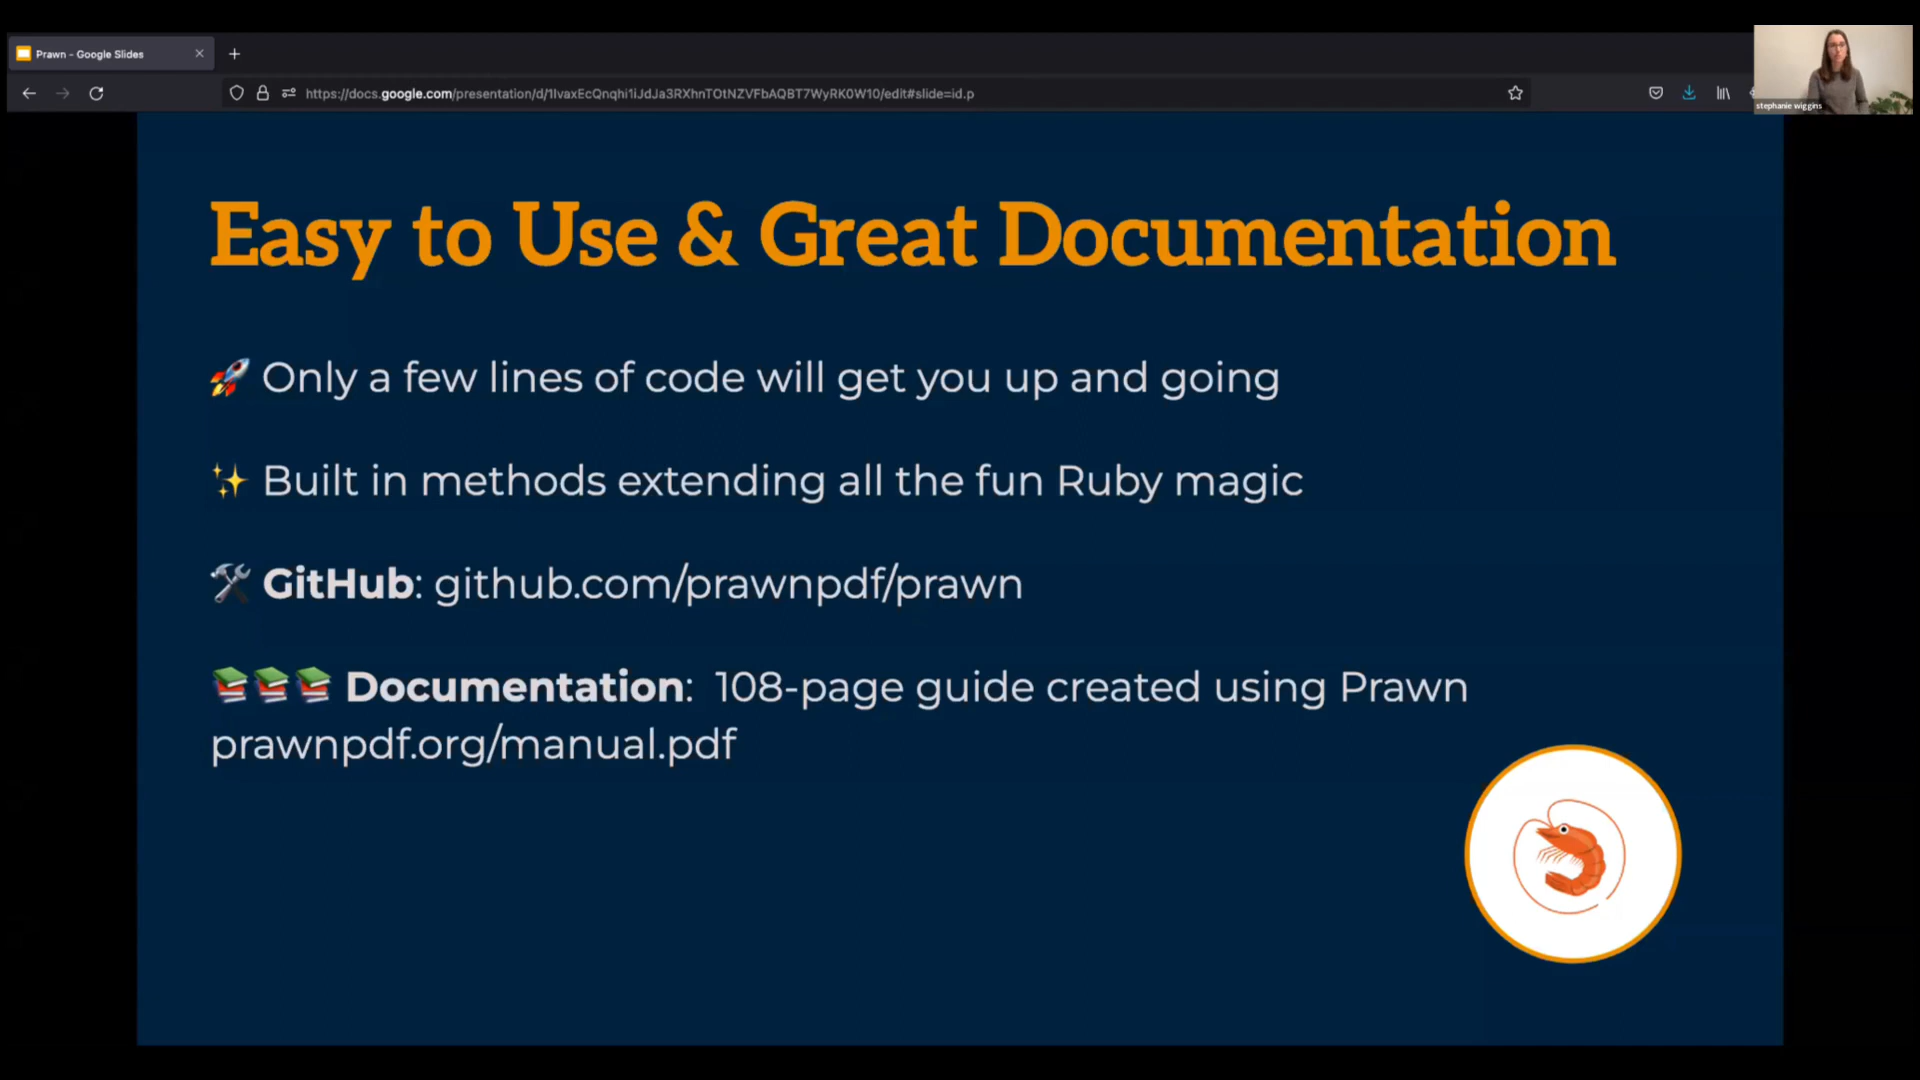 Prawn - Google Slides
https://docs.google.com/presentation/d/1IvaxEcQnqhi1iJdJa3RXhnTOtNZVFbAQBT7WyRK0W10/edit#slide=id.p
stephanie wiggins
Easy to Use & Great Documentation
🚀 Only a few lines of code will get you up and going
✨ Built in methods extending all the fun Ruby magic
🛠 GitHub: github.com/prawnpdf/prawn
📚📚📚 Documentation: 108-page guide created using Prawn
prawnpdf.org/manual.pdf